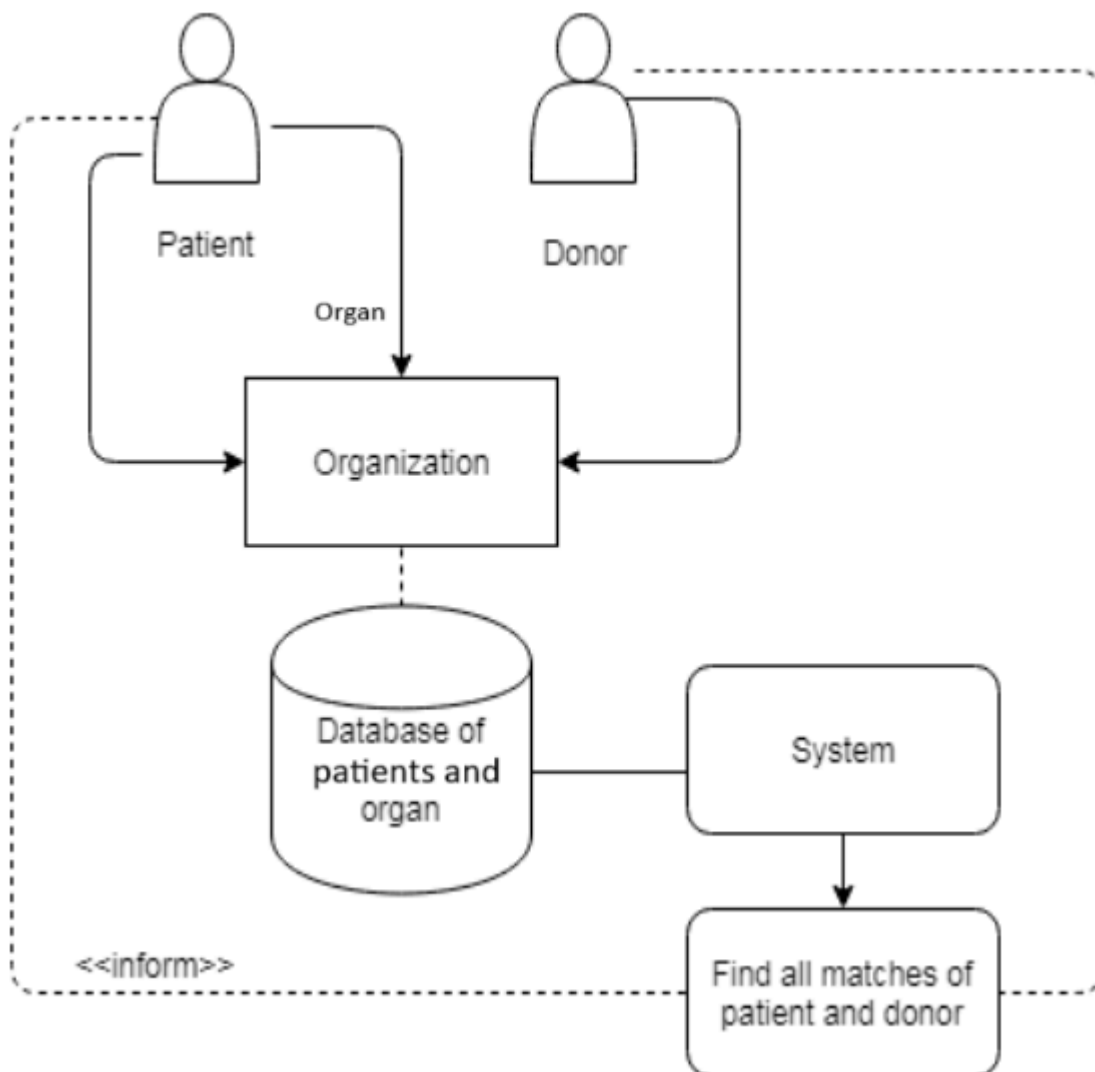 Patient
Donor
Organ
Organization
Database of
patients and
organ
System
<<inform>>
Find all matches of
patient and donor